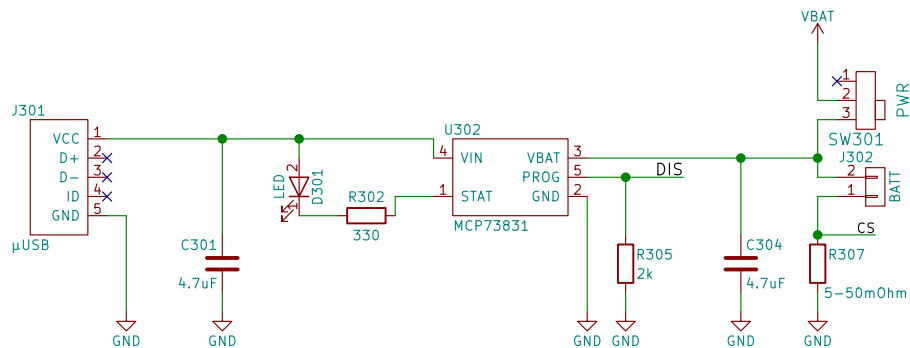 VBAT
J301
1
VCC
2
D+
3
D-
4
ID
5
GND
µUSB
C301
4.7uF
LED
2
1
D301
R302
330
U302
4
VIN
1
STAT
VBAT
3
PROG
5
GND
2
MCP73831
DIS
R305
2k
C304
4.7uF
1
2
3
PWR
SW301
J302
2
1
BATT
CS
R307
5-50mOhm
GND
GND
GND
GND
GND
GND